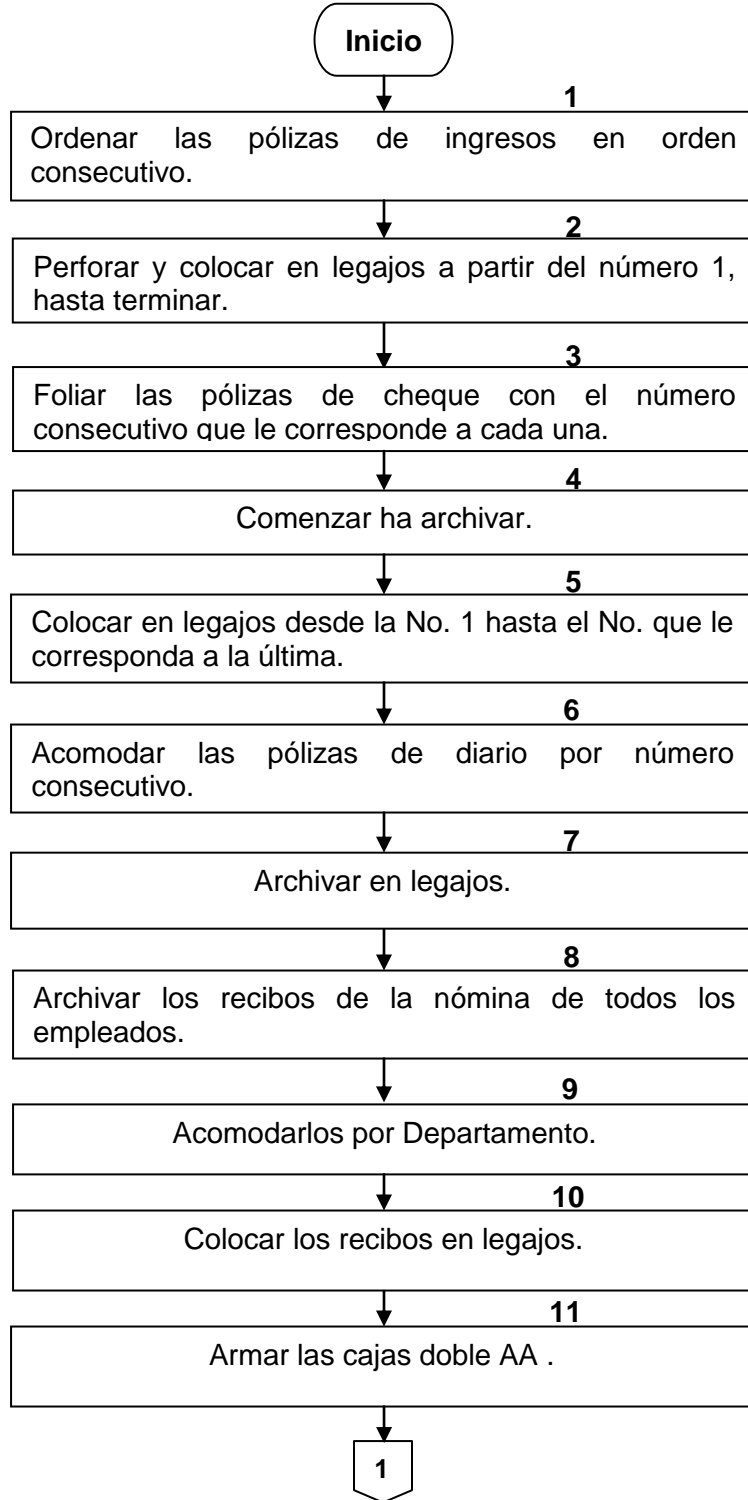 Inicio
1
Ordenar las pólizas de ingresos en orden
consecutivo.
2
Perforar y colocar en legajos a partir del número 1,
hasta terminar.
3
Foliar las pólizas de cheque con el número
consecutivo que le corresponde a cada una.
4
Comenzar ha archivar.
5
Colocar en legajos desde la No. 1 hasta el No. que le
corresponda a la última.
6
Acomodar las pólizas de diario por número
consecutivo.
7
Archivar en legajos.
8
Archivar los recibos de la nómina de todos los
empleados.
9
Acomodarlos por Departamento.
10
Colocar los recibos en legajos.
11
Armar las cajas doble AA .
1